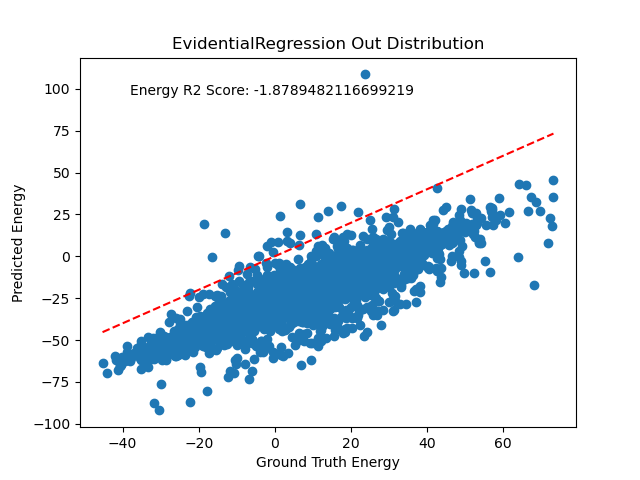 EvidentialRegression Out Distribution
Energy R2 Score: -1.8789482116699219
Predicted Energy
100
75
50
25
0
−25
−50
−75
−100
−40 −20 0 20 40 60
Ground Truth Energy